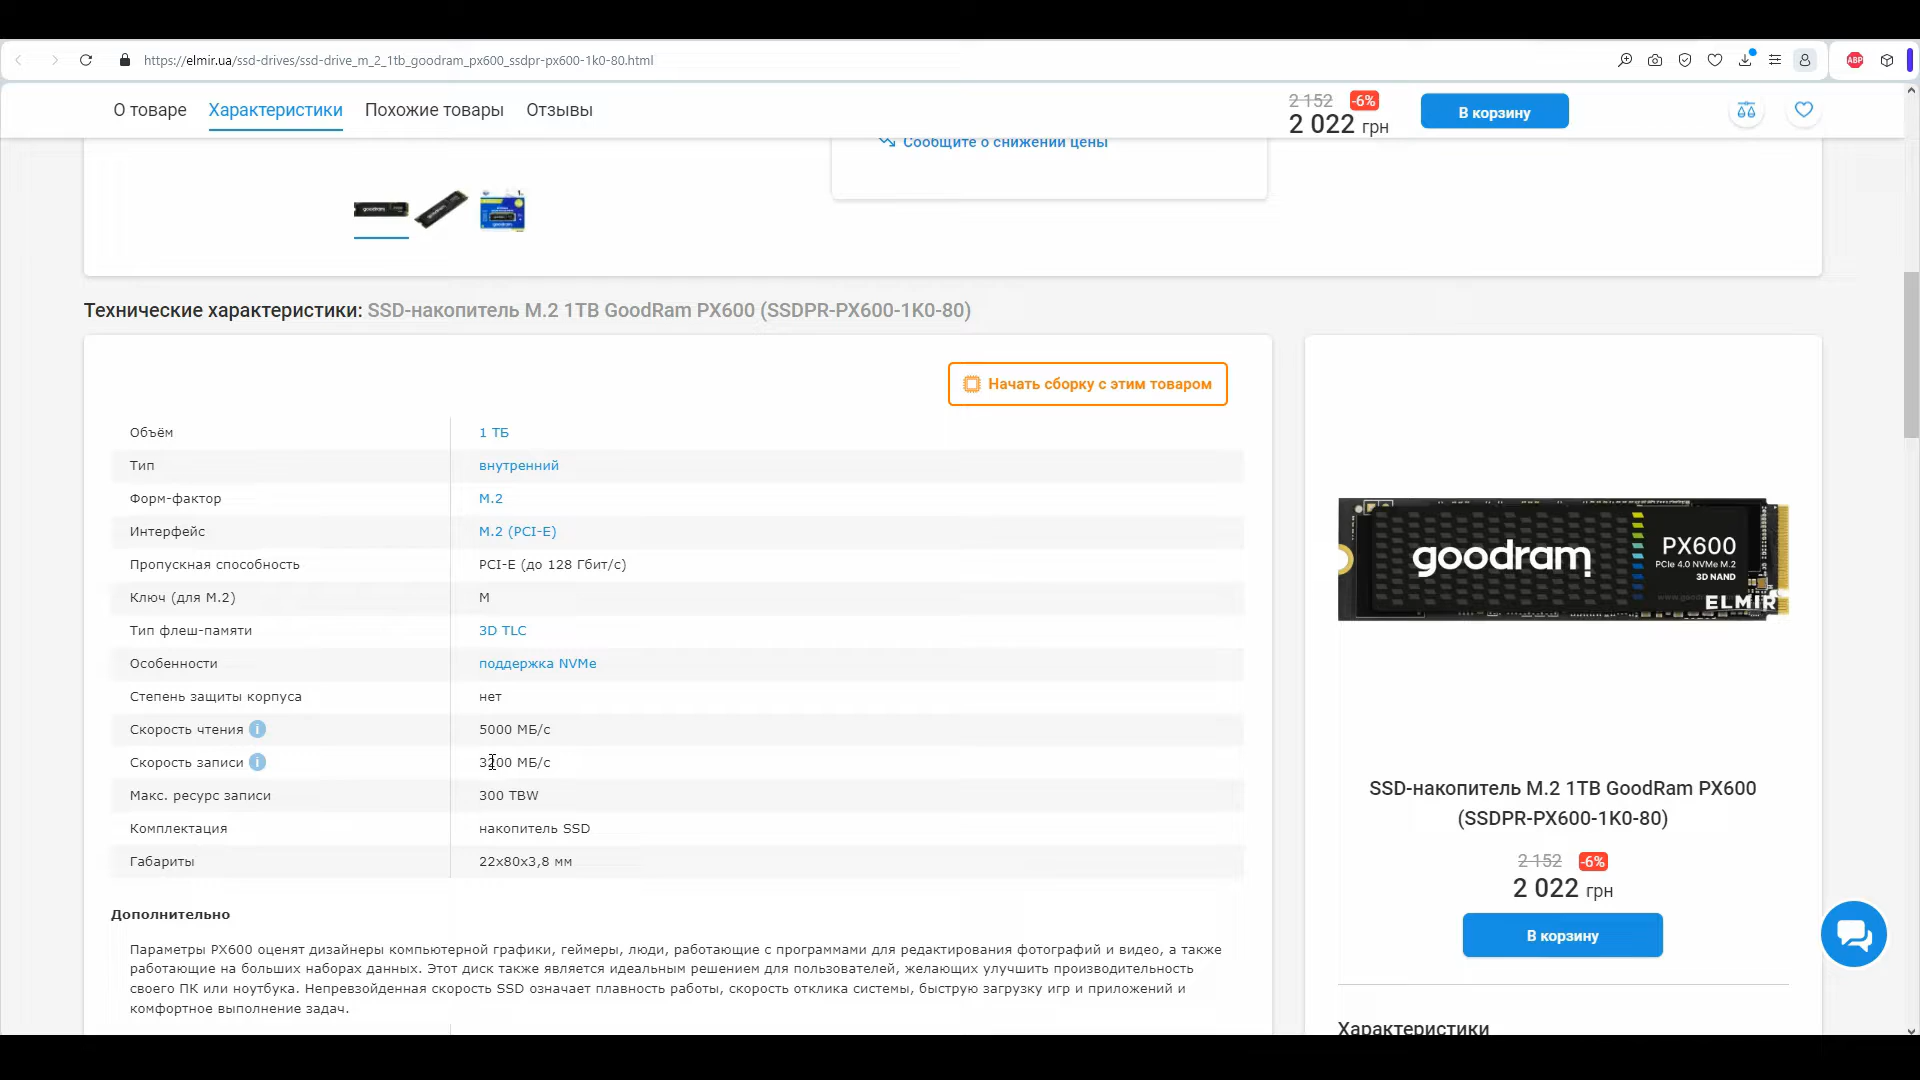 https://elmir.ua/ssd-drives/ssd-drive_m_2_1tb_goodram_px600_ssdpr-px600-1k0-80.html
ABP
О товаре
Характеристики
Похожие товары
Отзывы
2 152 -6%
2 022 грн
В корзину
Сообщите о снижении цены
Технические характеристики: SSD-накопитель M.2 1TB GoodRam PX600 (SSDPR-PX600-1K0-80)
Начать сборку с этим товаром
Объём 1 ТБ
Тип внутренний
Форм-фактор M.2
Интерфейс M.2 (PCI-E)
Пропускная способность PCI-E (до 128 Гбит/с)
Ключ (для M.2) M
Тип флеш-памяти 3D TLC
Особенности поддержка NVMe
Степень защиты корпуса нет
Скорость чтения i 5000 МБ/с
Скорость записи i 3200 МБ/с
Макс. ресурс записи 300 TBW
Комплектация накопитель SSD
Габариты 22x80x3,8 мм
Дополнительно
Параметры PX600 оценят дизайнеры компьютерной графики, геймеры, люди, работающие с программами для редактирования фотографий и видео, а также
работающие на больших наборах данных. Этот диск также является идеальным решением для пользователей, желающих улучшить производительность
своего ПК или ноутбука. Непревзойденная скорость SSD означает плавность работы, скорость отклика системы, быструю загрузку игр и приложений и
комфортное выполнение задач.
goodram
PX600
PCIe 4.0 NVMe M.2
3D NAND
ELMIR
SSD-накопитель M.2 1TB GoodRam PX600
(SSDPR-PX600-1K0-80)
2 152 -6%
2 022 грн
В корзину
Характеристики